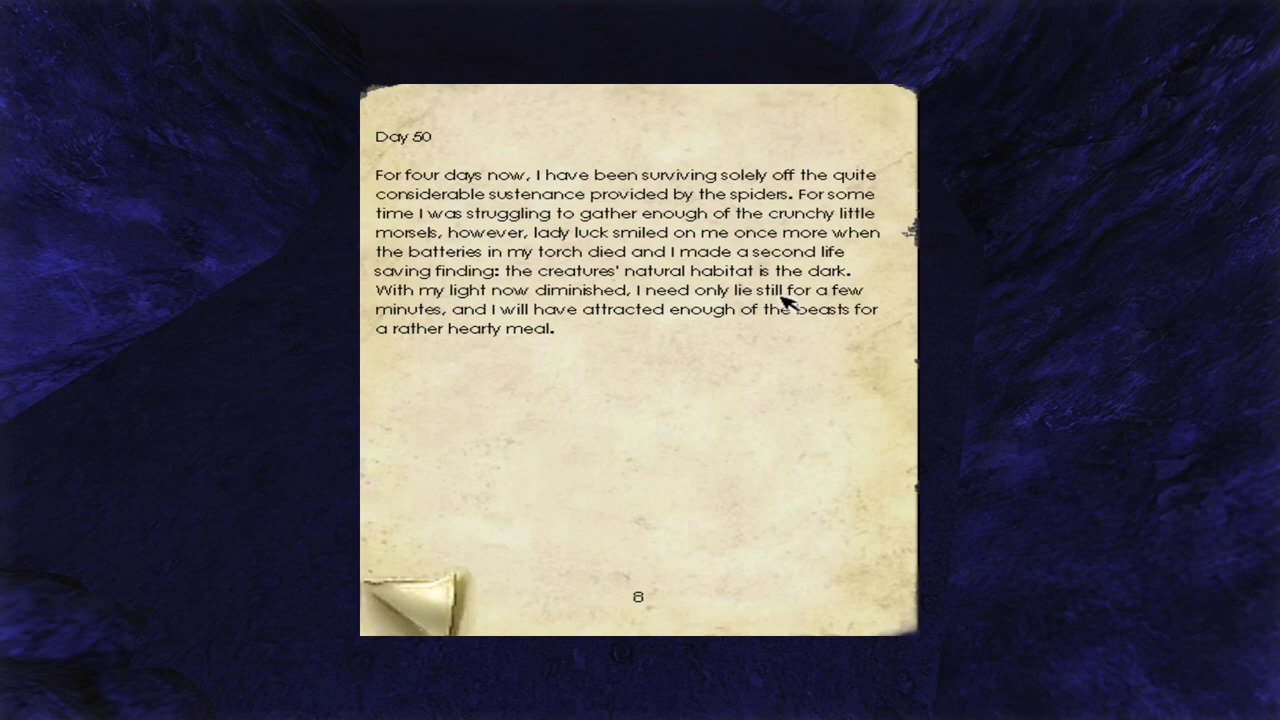 Day 50
For four days now, I have been surviving solely off the quite
considerable sustenance provided by the spiders. For some
time I was struggling to gather enough of the crunchy little
morsels, however, lady luck smiled on me once more when
the batteries in my torch died and I made a second life
saving finding: the creatures' natural habitat is the dark.
With my light now diminished, I need only lie still for a few
minutes, and I will have attracted enough of the beasts for
a rather hearty meal.
8